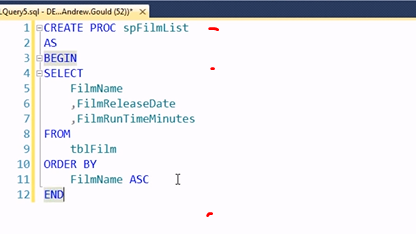 .Query5.sql - DE...Andrew.Gould (52))* ×
1 CREATE PROC spFilmList
2 AS
3 BEGIN
4 SELECT
5 FilmName
6 ,FilmReleaseDate
7 ,FilmRunTimeMinutes
8 FROM
9 tblFilm
10 ORDER BY
11 FilmName ASC
12 END